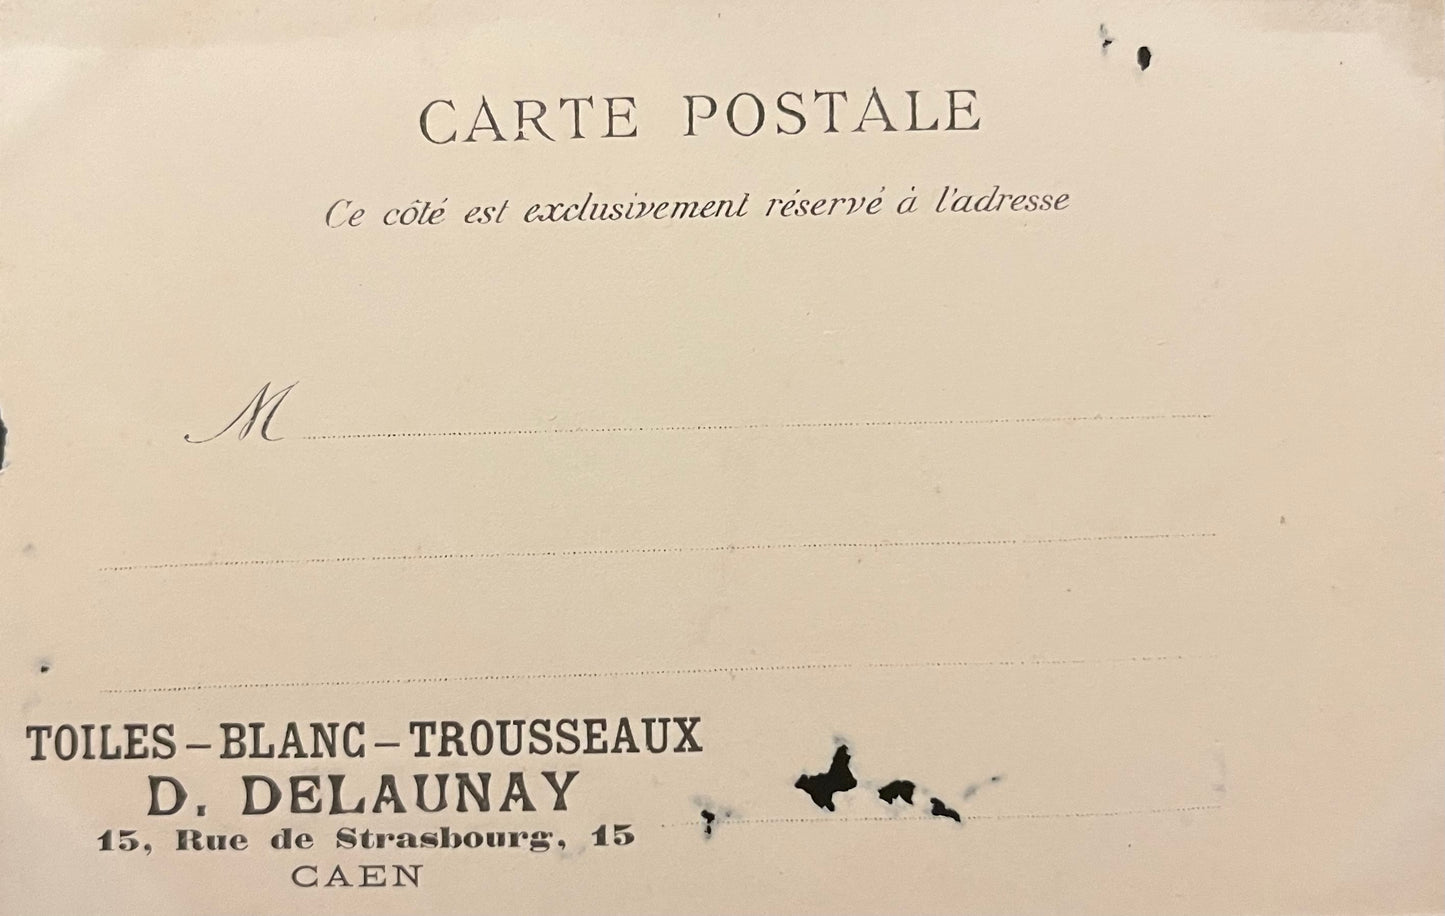 CARTE POSTALE
Ce côté est exclusivement réservé à l'adresse
M
TOILES – BLANC – TROUSSEAUX
D. DELAUNAY
15, Rue de Strasbourg, 15
CAEN